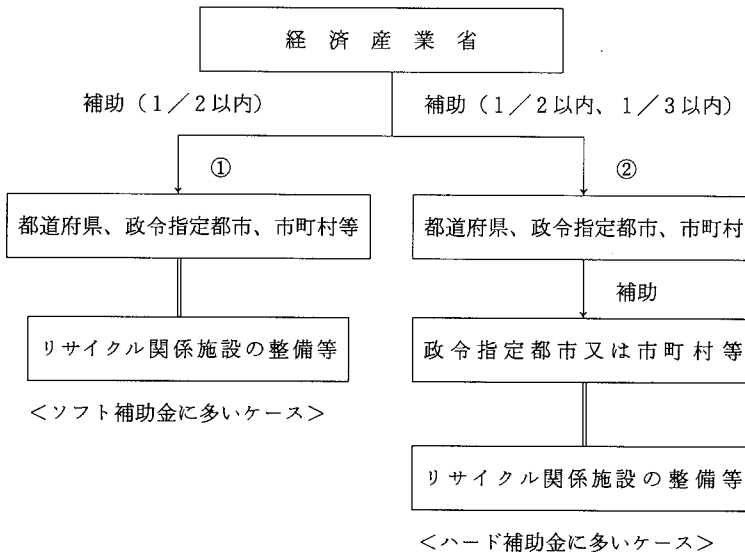 経済産業省
補助（1／2以内）
補助（1／2以内、1／3以内）
①
②
都道府県、政令指定都市、市町村等
都道府県、政令指定都市、市町村
補助
リサイクル関係施設の整備等
政令指定都市又は市町村等
＜ソフト補助金に多いケース＞
リサイクル関係施設の整備等
＜ハード補助金に多いケース＞